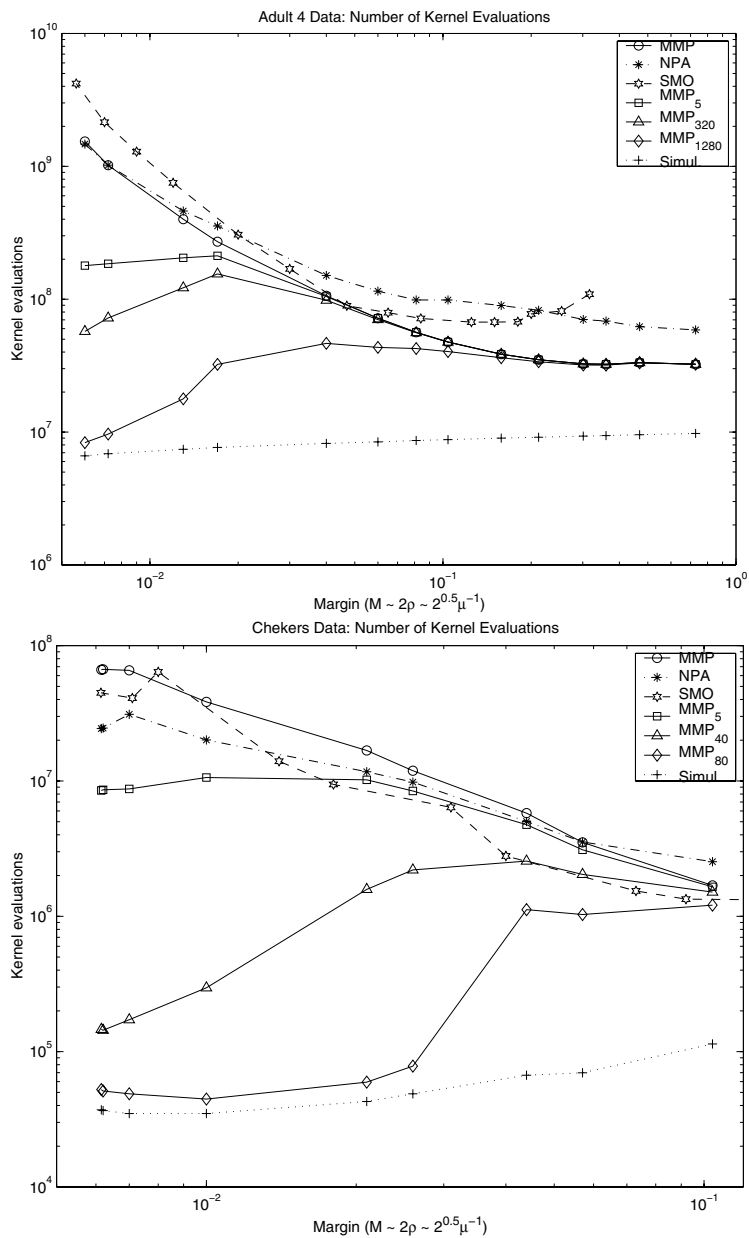 Adult 4 Data: Number of Kernel Evaluations
10^10
10^9
10^8
10^7
10^6
Kernel evaluations
MMP
NPA
SMO
MMP_5
MMP_320
MMP_1280
Simul
10^-2
10^-1
10^0
Margin (M ~ 2ρ ~ 2^0.5 μ^-1)
Chekers Data: Number of Kernel Evaluations
10^8
10^7
10^6
10^5
10^4
Kernel evaluations
MMP
NPA
SMO
MMP_5
MMP_40
MMP_80
Simul
10^-2
10^-1
Margin (M ~ 2ρ ~ 2^0.5 μ^-1)